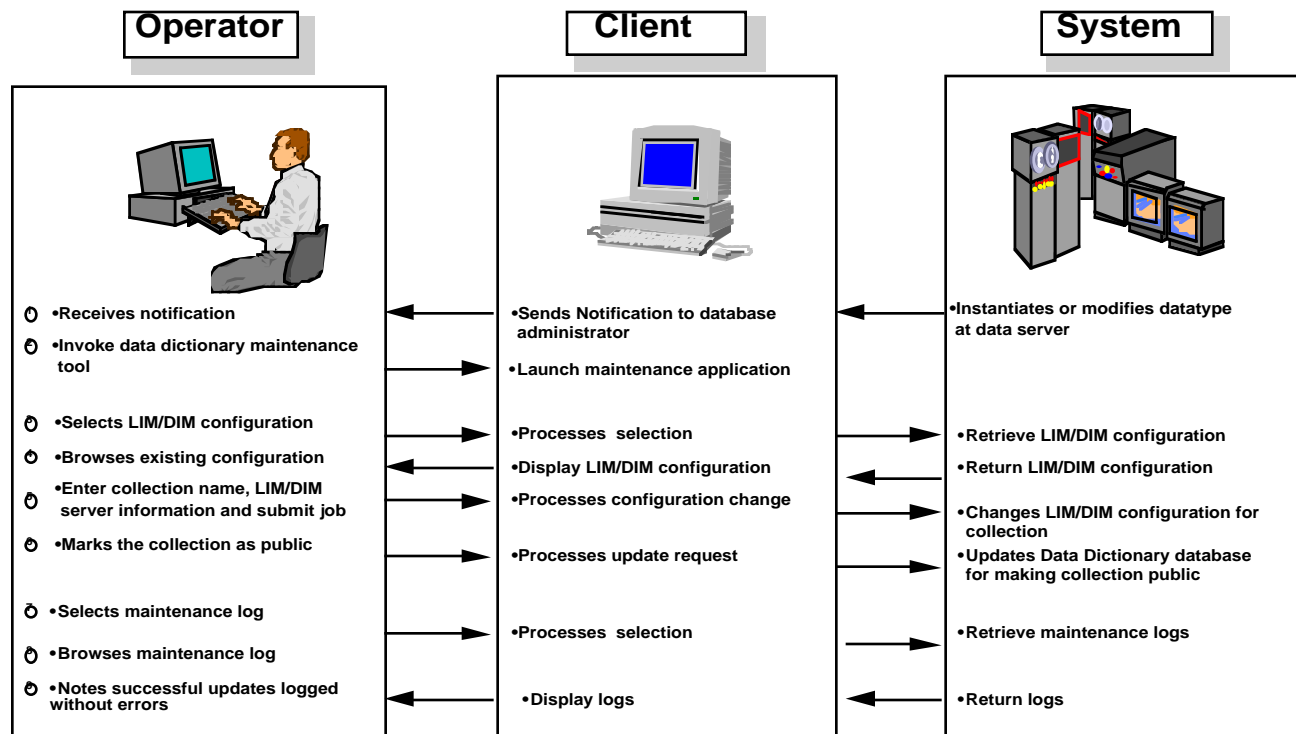 Operator
Client
System
•Receives notification
•Invoke data dictionary maintenance
tool
•Selects LIM/DIM configuration
•Browses existing configuration
•Enter collection name, LIM/DIM
server information and submit job
•Marks the collection as public
•Selects maintenance log
•Browses maintenance log
•Notes successful updates logged
without errors
•Sends Notification to database
administrator
•Launch maintenance application
•Processes selection
•Display LIM/DIM configuration
•Processes configuration change
•Processes update request
•Processes selection
•Display logs
•Instantiates or modifies datatype
at data server
•Retrieve LIM/DIM configuration
•Return LIM/DIM configuration
•Changes LIM/DIM configuration for
collection
•Updates Data Dictionary database
for making collection public
•Retrieve maintenance logs
•Return logs